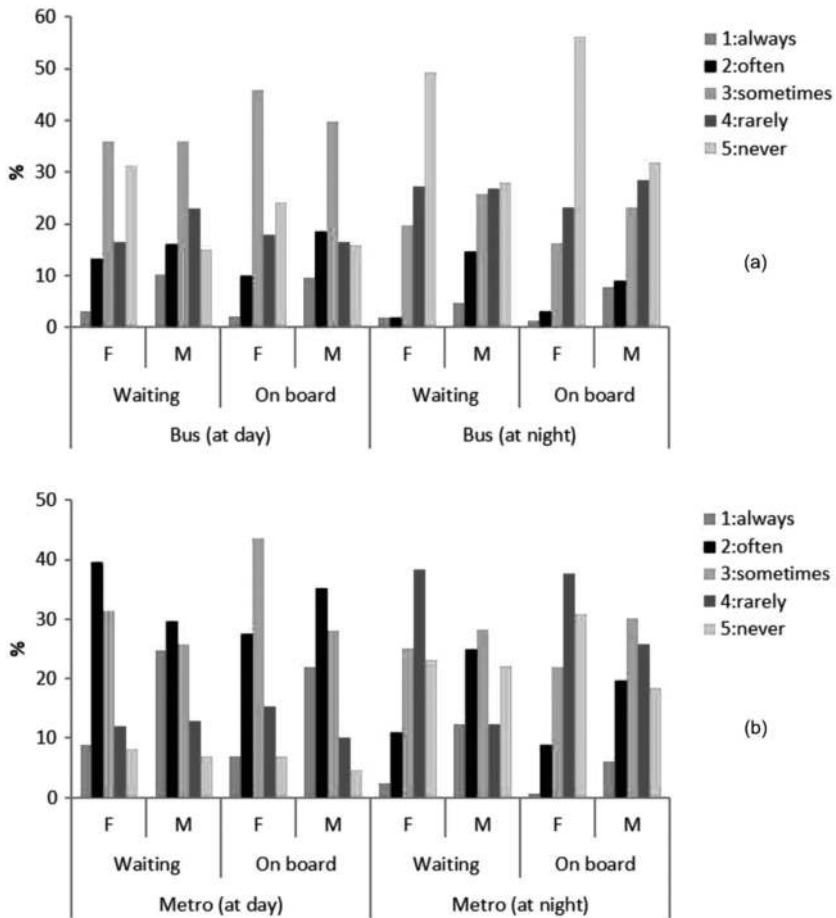 60
50
40
30
20
10
0
%
1:always
2:often
3:sometimes
4:rarely
5:never
(a)
F M F M F M F M
Waiting On board Waiting On board
Bus (at day) Bus (at night)
50
40
30
20
10
0
%
1:always
2:often
3:sometimes
4:rarely
5:never
(b)
F M F M F M F M
Waiting On board Waiting On board
Metro (at day) Metro (at night)